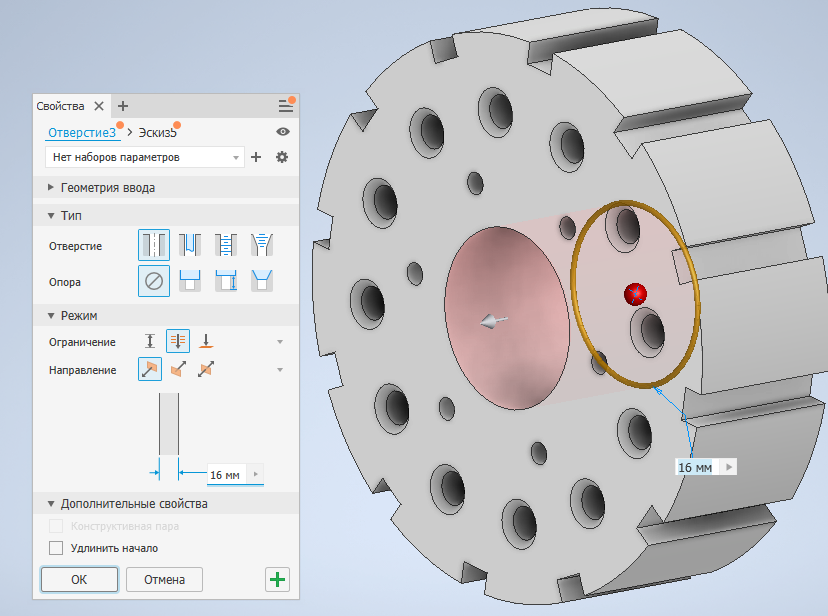 Свойства
Отверстие3 > Эскиз5
Нет наборов параметров
Геометрия ввода
Тип
Отверстие
Опора
Режим
Ограничение
Направление
16 мм
Дополнительные свойства
Конструктивная пара
Удлинить начало
ОК
Отмена
16 мм